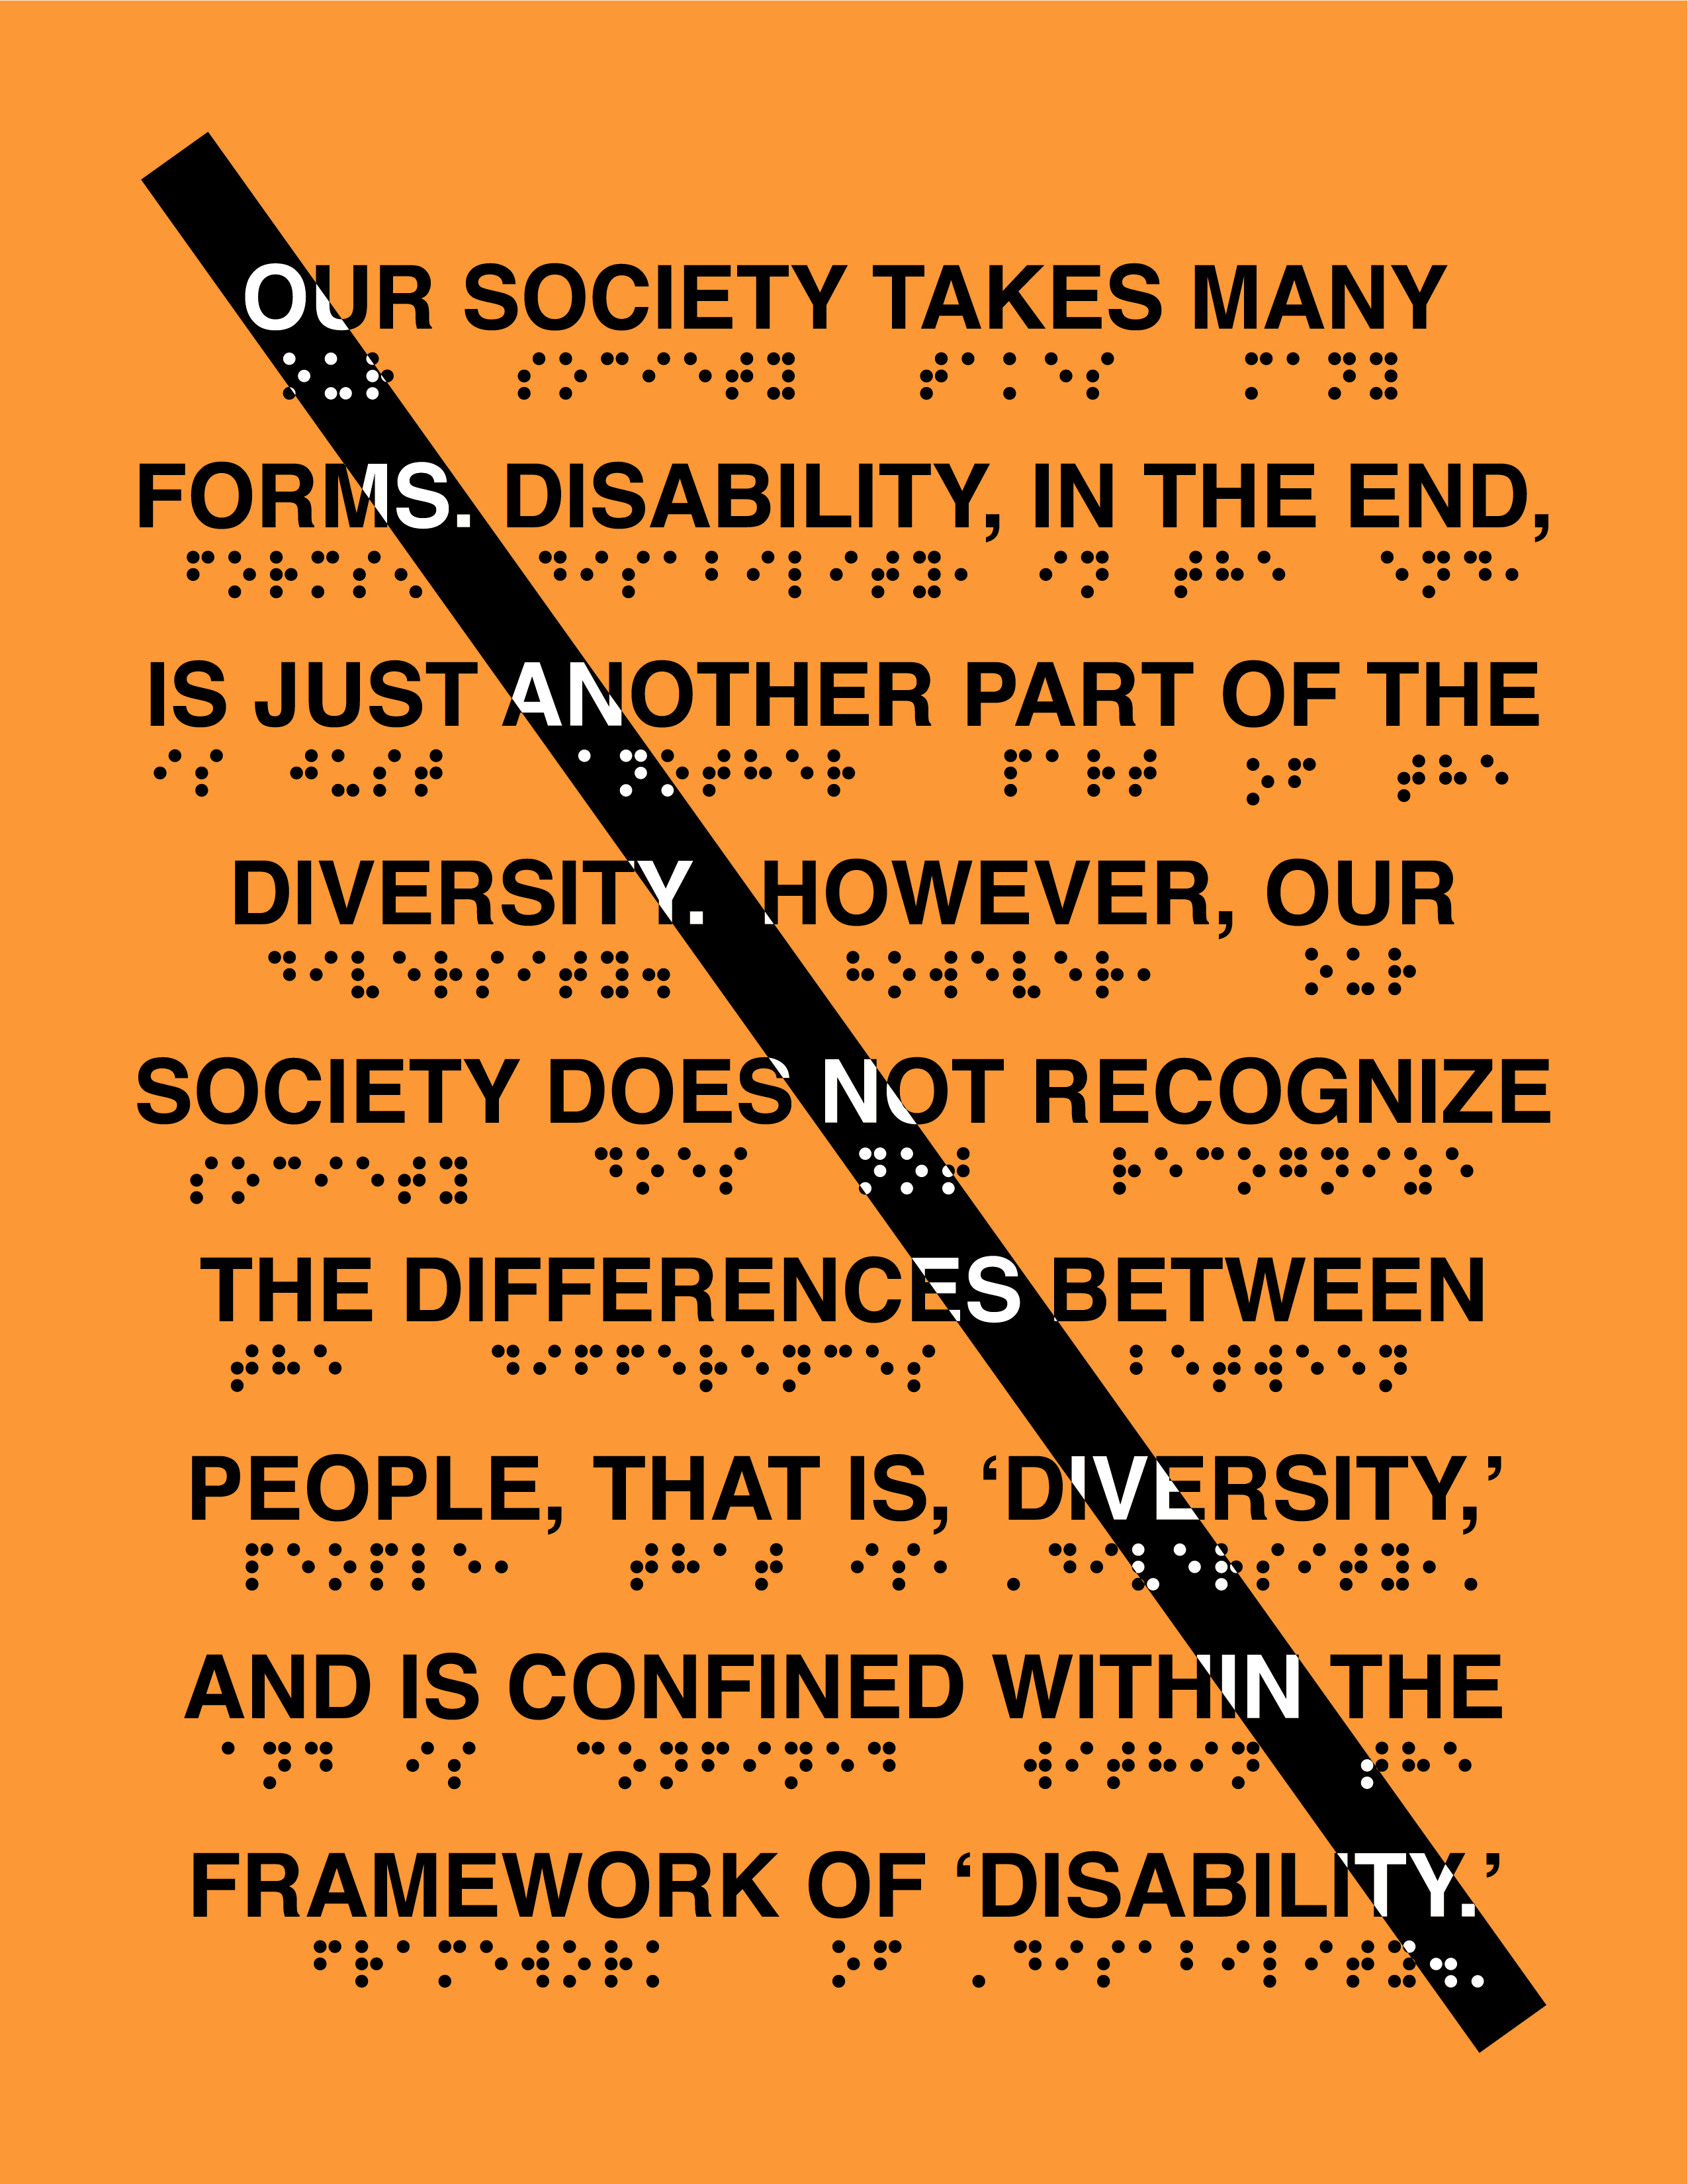 OUR SOCIETY TAKES MANY
⠕⠥⠗ ⠎⠕⠉⠊⠑⠞⠽ ⠞⠁⠅⠑⠎ ⠍⠁⠝⠽
FORMS. DISABILITY, IN THE END,
⠋⠕⠗⠍⠎⠲ ⠙⠊⠎⠁⠃⠊⠇⠊⠞⠽⠂ ⠊⠝ ⠞⠓⠑ ⠑⠝⠙⠂
IS JUST ANOTHER PART OF THE
⠊⠎ ⠚⠥⠎⠞ ⠁⠝⠕⠞⠓⠑⠗ ⠏⠁⠗⠞ ⠕⠋ ⠞⠓⠑
DIVERSITY. HOWEVER, OUR
⠙⠊⠧⠑⠗⠎⠊⠞⠽⠲ ⠓⠕⠺⠑⠧⠑⠗⠂ ⠕⠥⠗
SOCIETY DOES NOT RECOGNIZE
⠎⠕⠉⠊⠑⠞⠽ ⠙⠕⠑⠎ ⠝⠕⠞ ⠗⠑⠉⠕⠛⠝⠊⠵⠑
THE DIFFERENCES BETWEEN
⠞⠓⠑ ⠙⠊⠋⠋⠑⠗⠑⠝⠉⠑⠎ ⠃⠑⠞⠺⠑⠑⠝
PEOPLE, THAT IS, ‘DIVERSITY,’
⠏⠑⠕⠏⠇⠑⠂ ⠞⠓⠁⠞ ⠊⠎⠂ ⠄⠙⠊⠧⠑⠗⠎⠊⠞⠽⠂⠄
AND IS CONFINED WITHIN THE
⠁⠝⠙ ⠊⠎ ⠉⠕⠝⠋⠊⠝⠑⠙ ⠺⠊⠞⠓⠊⠝ ⠞⠓⠑
FRAMEWORK OF ‘DISABILITY.’
⠋⠗⠁⠍⠑⠺⠕⠗⠅ ⠕⠋ ⠄⠙⠊⠎⠁⠃⠊⠇⠊⠞⠽⠲⠄